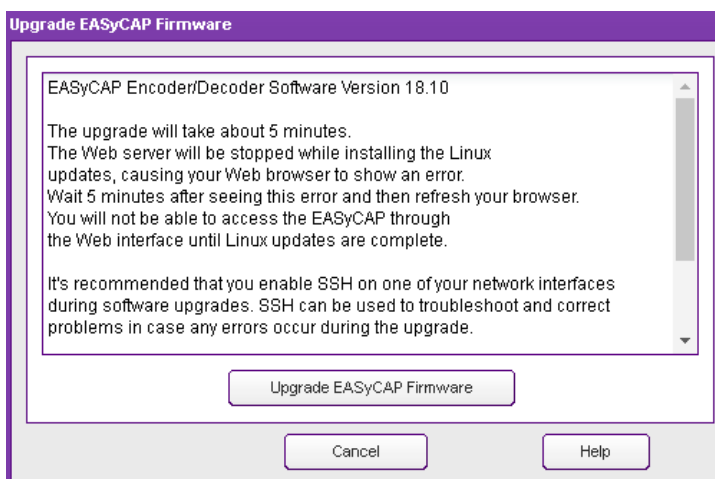 Upgrade EASyCAP Firmware
EASyCAP Encoder/Decoder Software Version 18.10
The upgrade will take about 5 minutes.
The Web server will be stopped while installing the Linux
updates, causing your Web browser to show an error.
Wait 5 minutes after seeing this error and then refresh your browser.
You will not be able to access the EASyCAP through
the Web interface until Linux updates are complete.
It's recommended that you enable SSH on one of your network interfaces
during software upgrades. SSH can be used to troubleshoot and correct
problems in case any errors occur during the upgrade.
Upgrade EASyCAP Firmware
Cancel Help